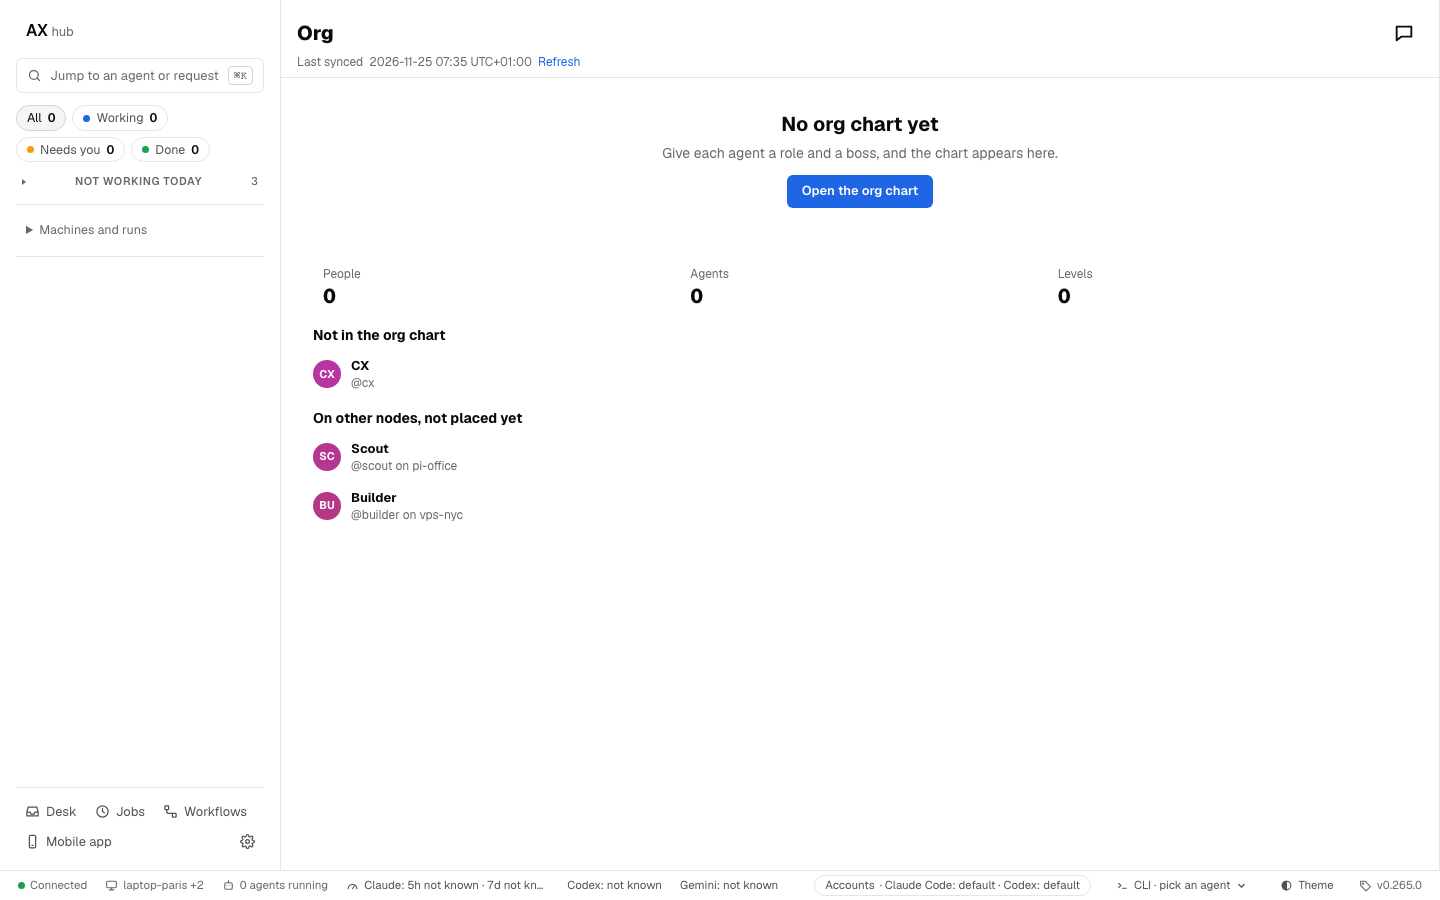 AX hub
Jump to an agent or request ⌘K
All 0
Working 0
Needs you 0
Done 0
NOT WORKING TODAY 3
Machines and runs
Desk
Jobs
Workflows
Mobile app
Org
Last synced 2026-11-25 07:35 UTC+01:00 Refresh
No org chart yet
Give each agent a role and a boss, and the chart appears here.
Open the org chart
People
0
Agents
0
Levels
0
Not in the org chart
CX
CX
@cx
On other nodes, not placed yet
SC
Scout
@scout on pi-office
BU
Builder
@builder on vps-nyc
Connected
laptop-paris +2
0 agents running
Claude: 5h not known · 7d not kn...
Codex: not known
Gemini: not known
Accounts · Claude Code: default · Codex: default
CLI · pick an agent
Theme
v0.265.0